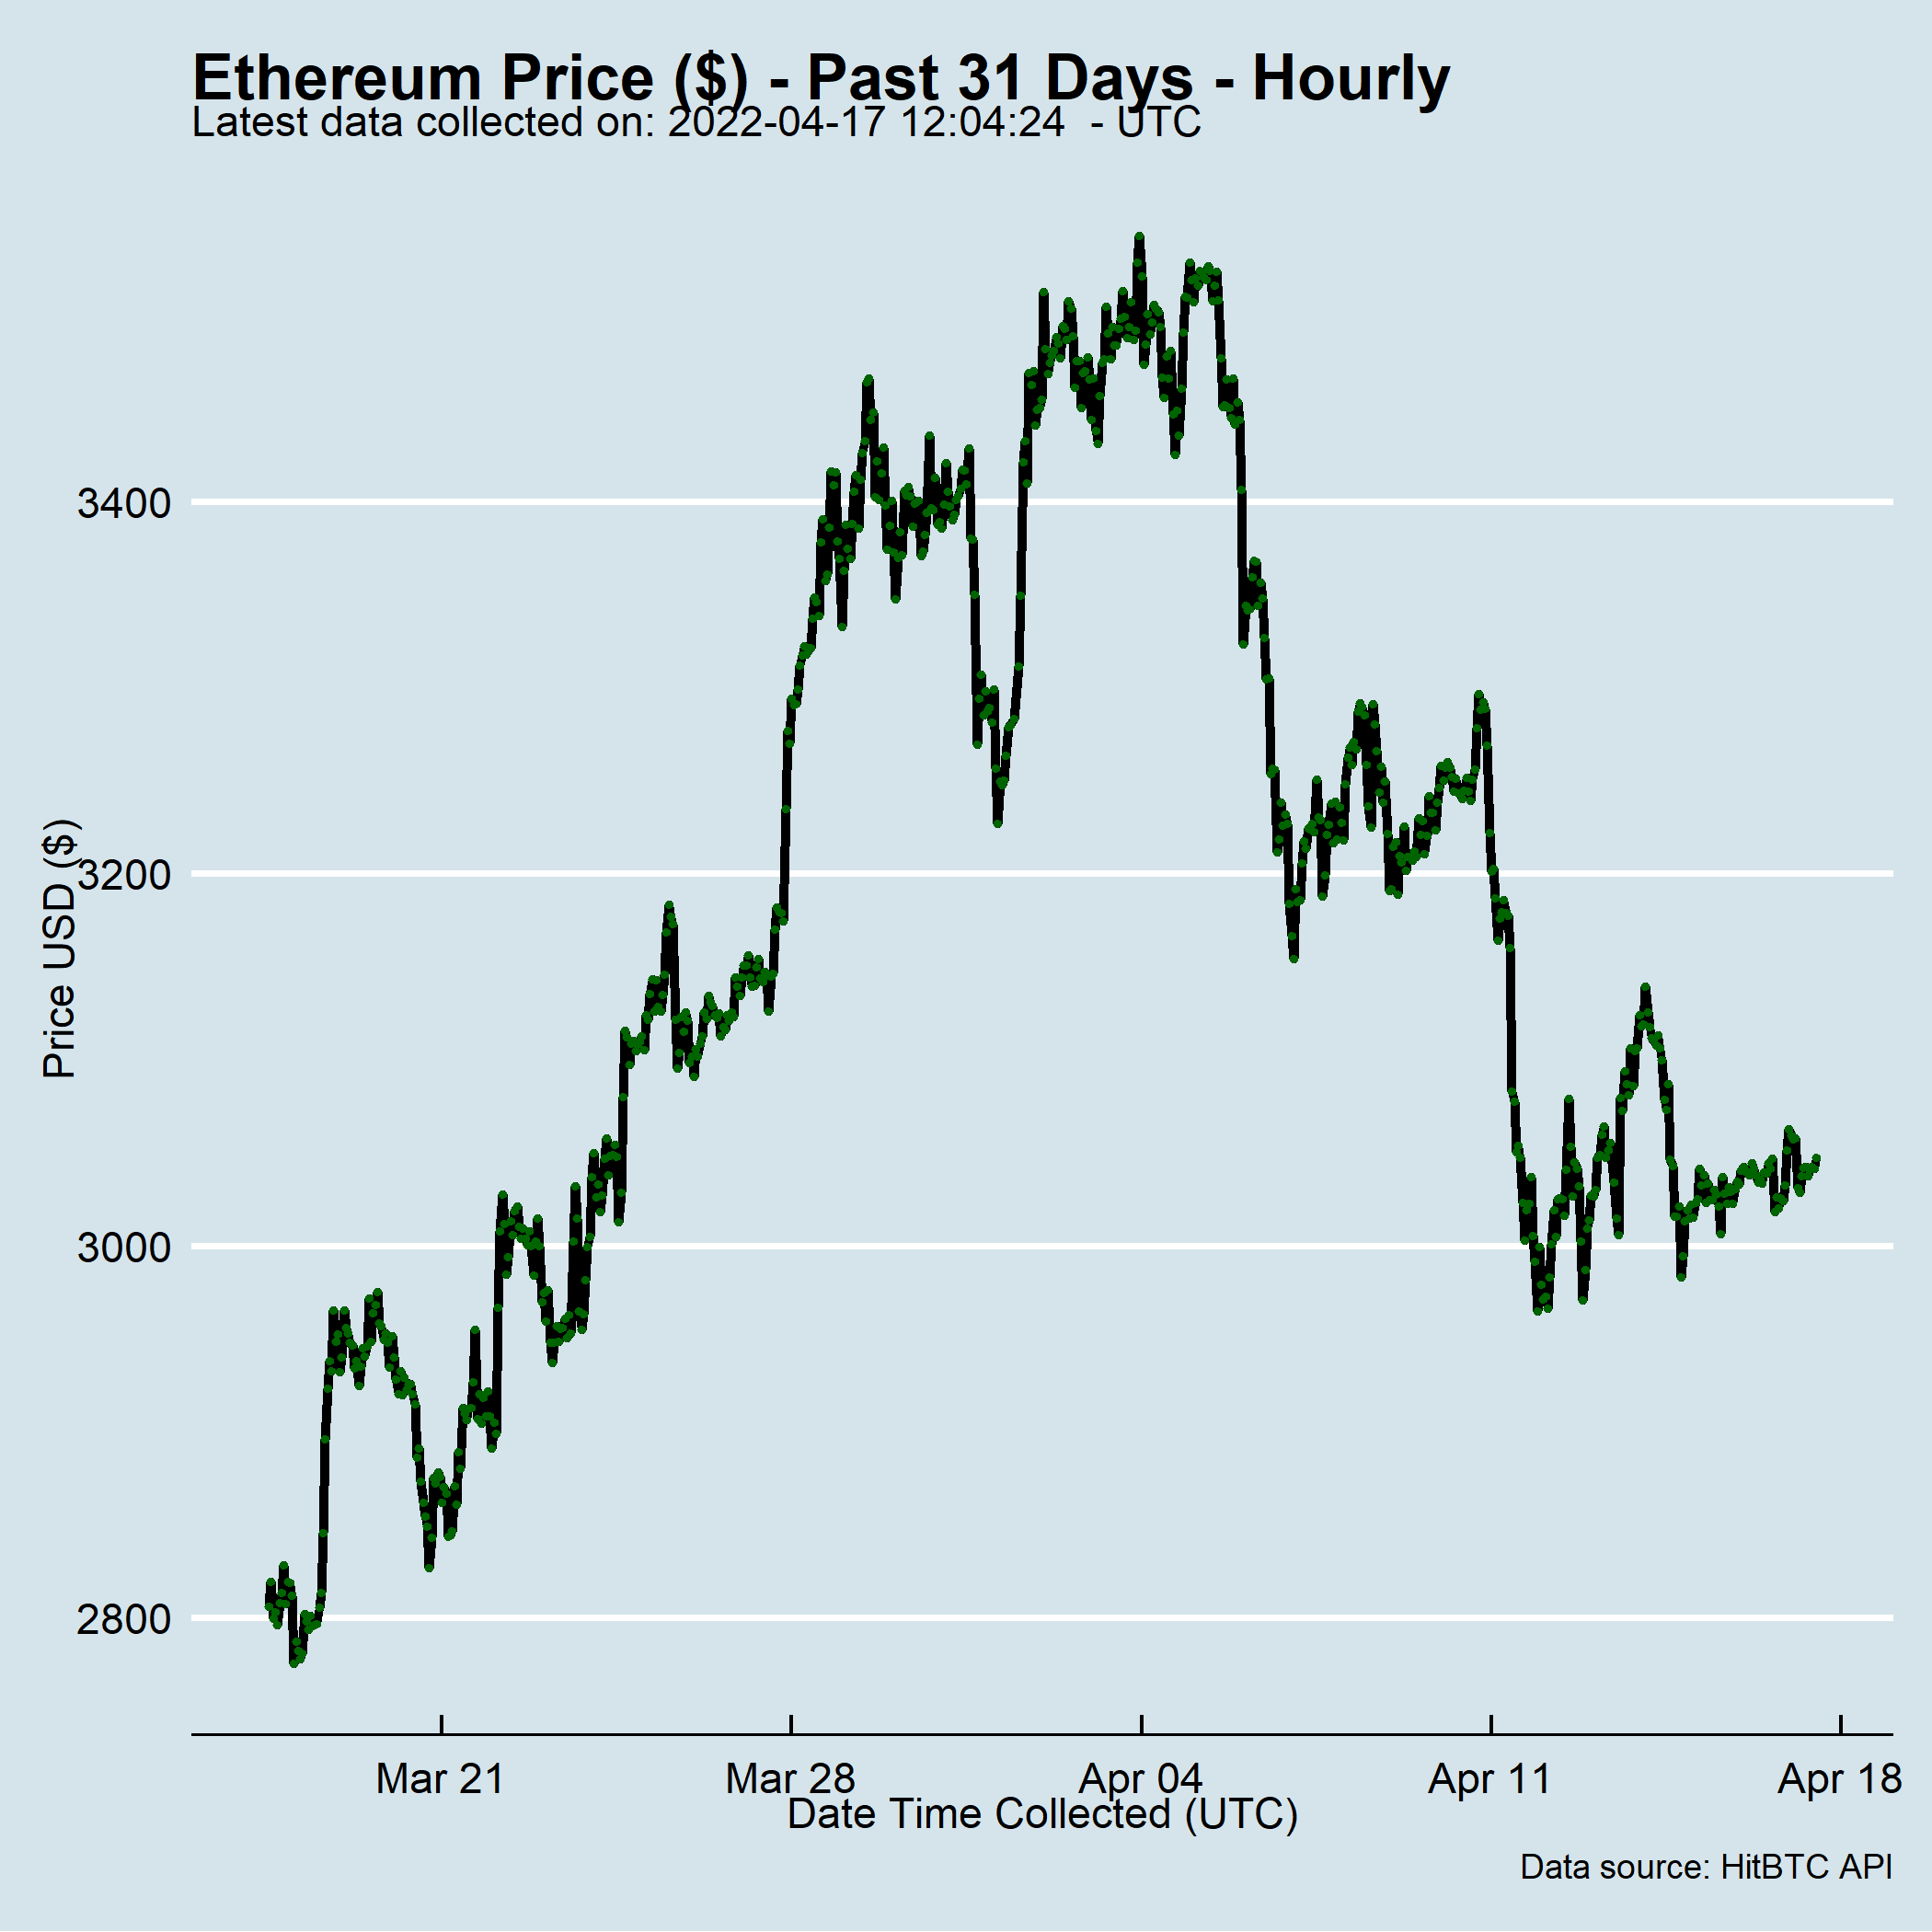 Ethereum Price ($) - Past 31 Days - Hourly
Latest data collected on: 2022-04-17 12:04:24  - UTC
Price USD ($)
3400
3200
3000
2800
Mar 21
Mar 28
Apr 04
Apr 11
Apr 18
Date Time Collected (UTC)
Data source: HitBTC API